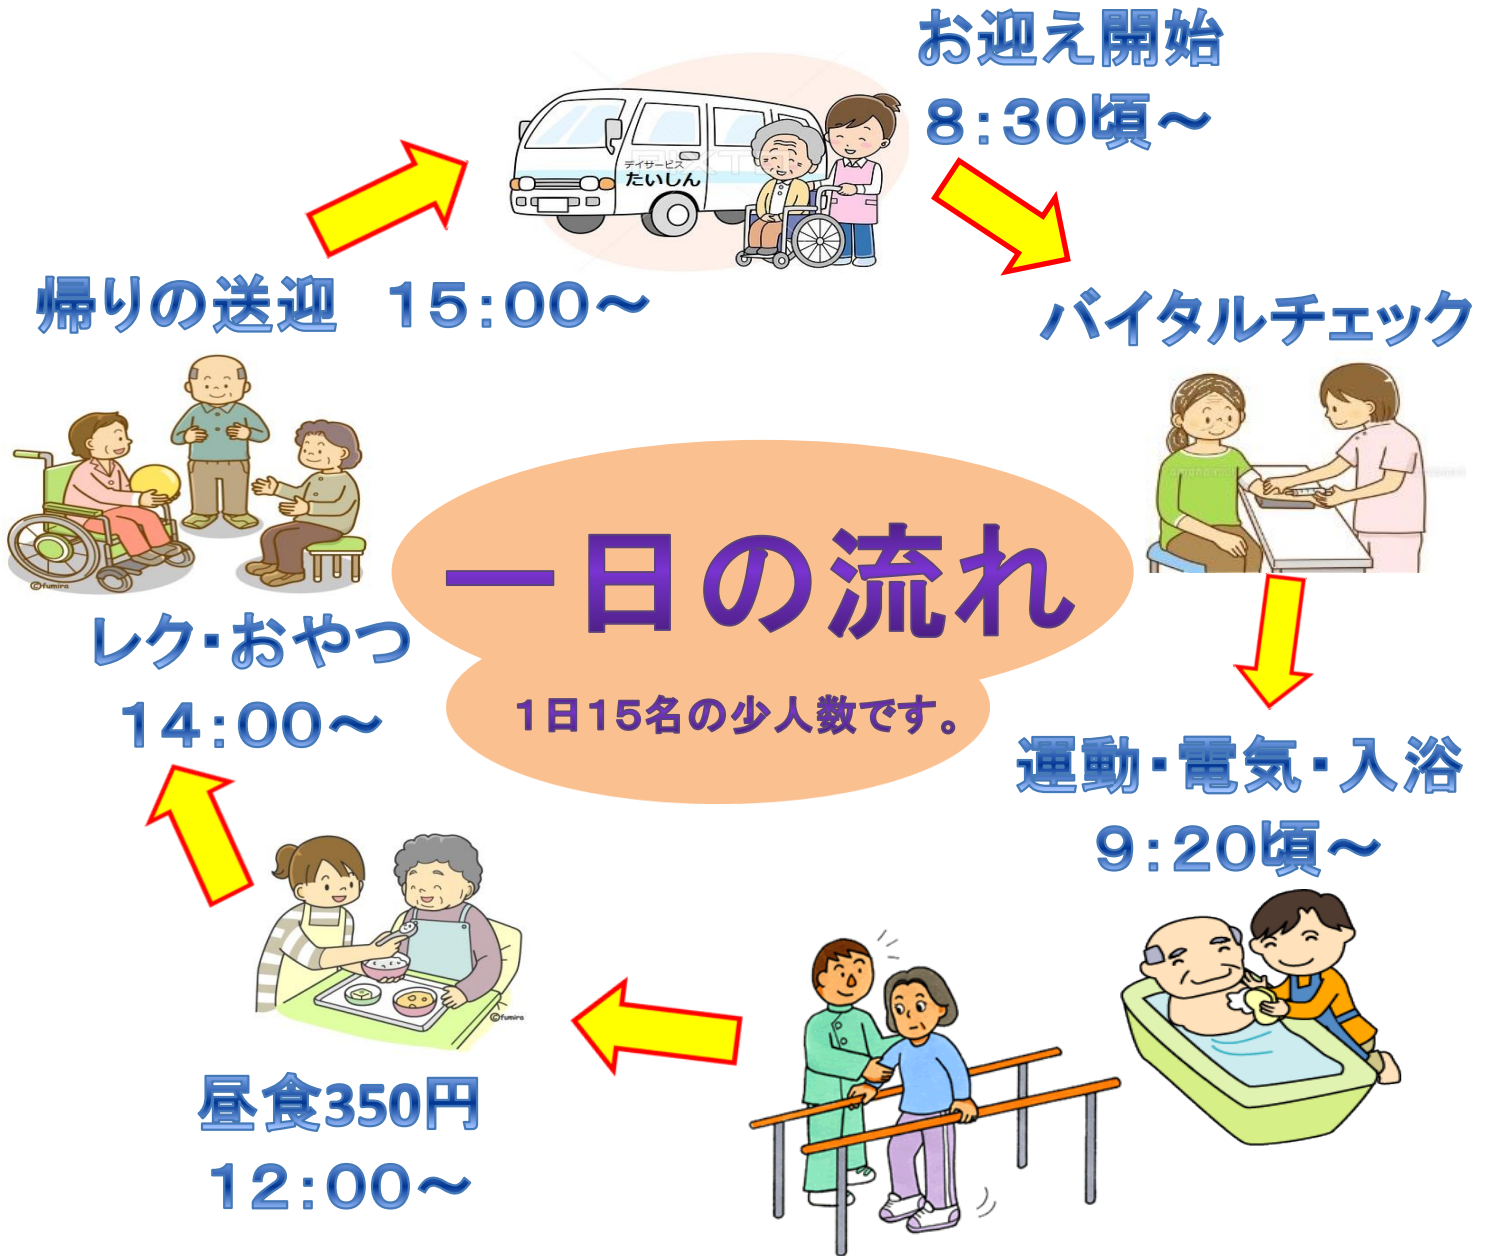 お迎え開始
8：30頃～
デイサービス
たいしん
バイタルチェック
運動・電気・入浴
9：20頃～
昼食350円
12：00～
レク・おやつ
14：00～
帰りの送迎　15：00～
一日の流れ
1日15名の少人数です。
©fumira
©fumira